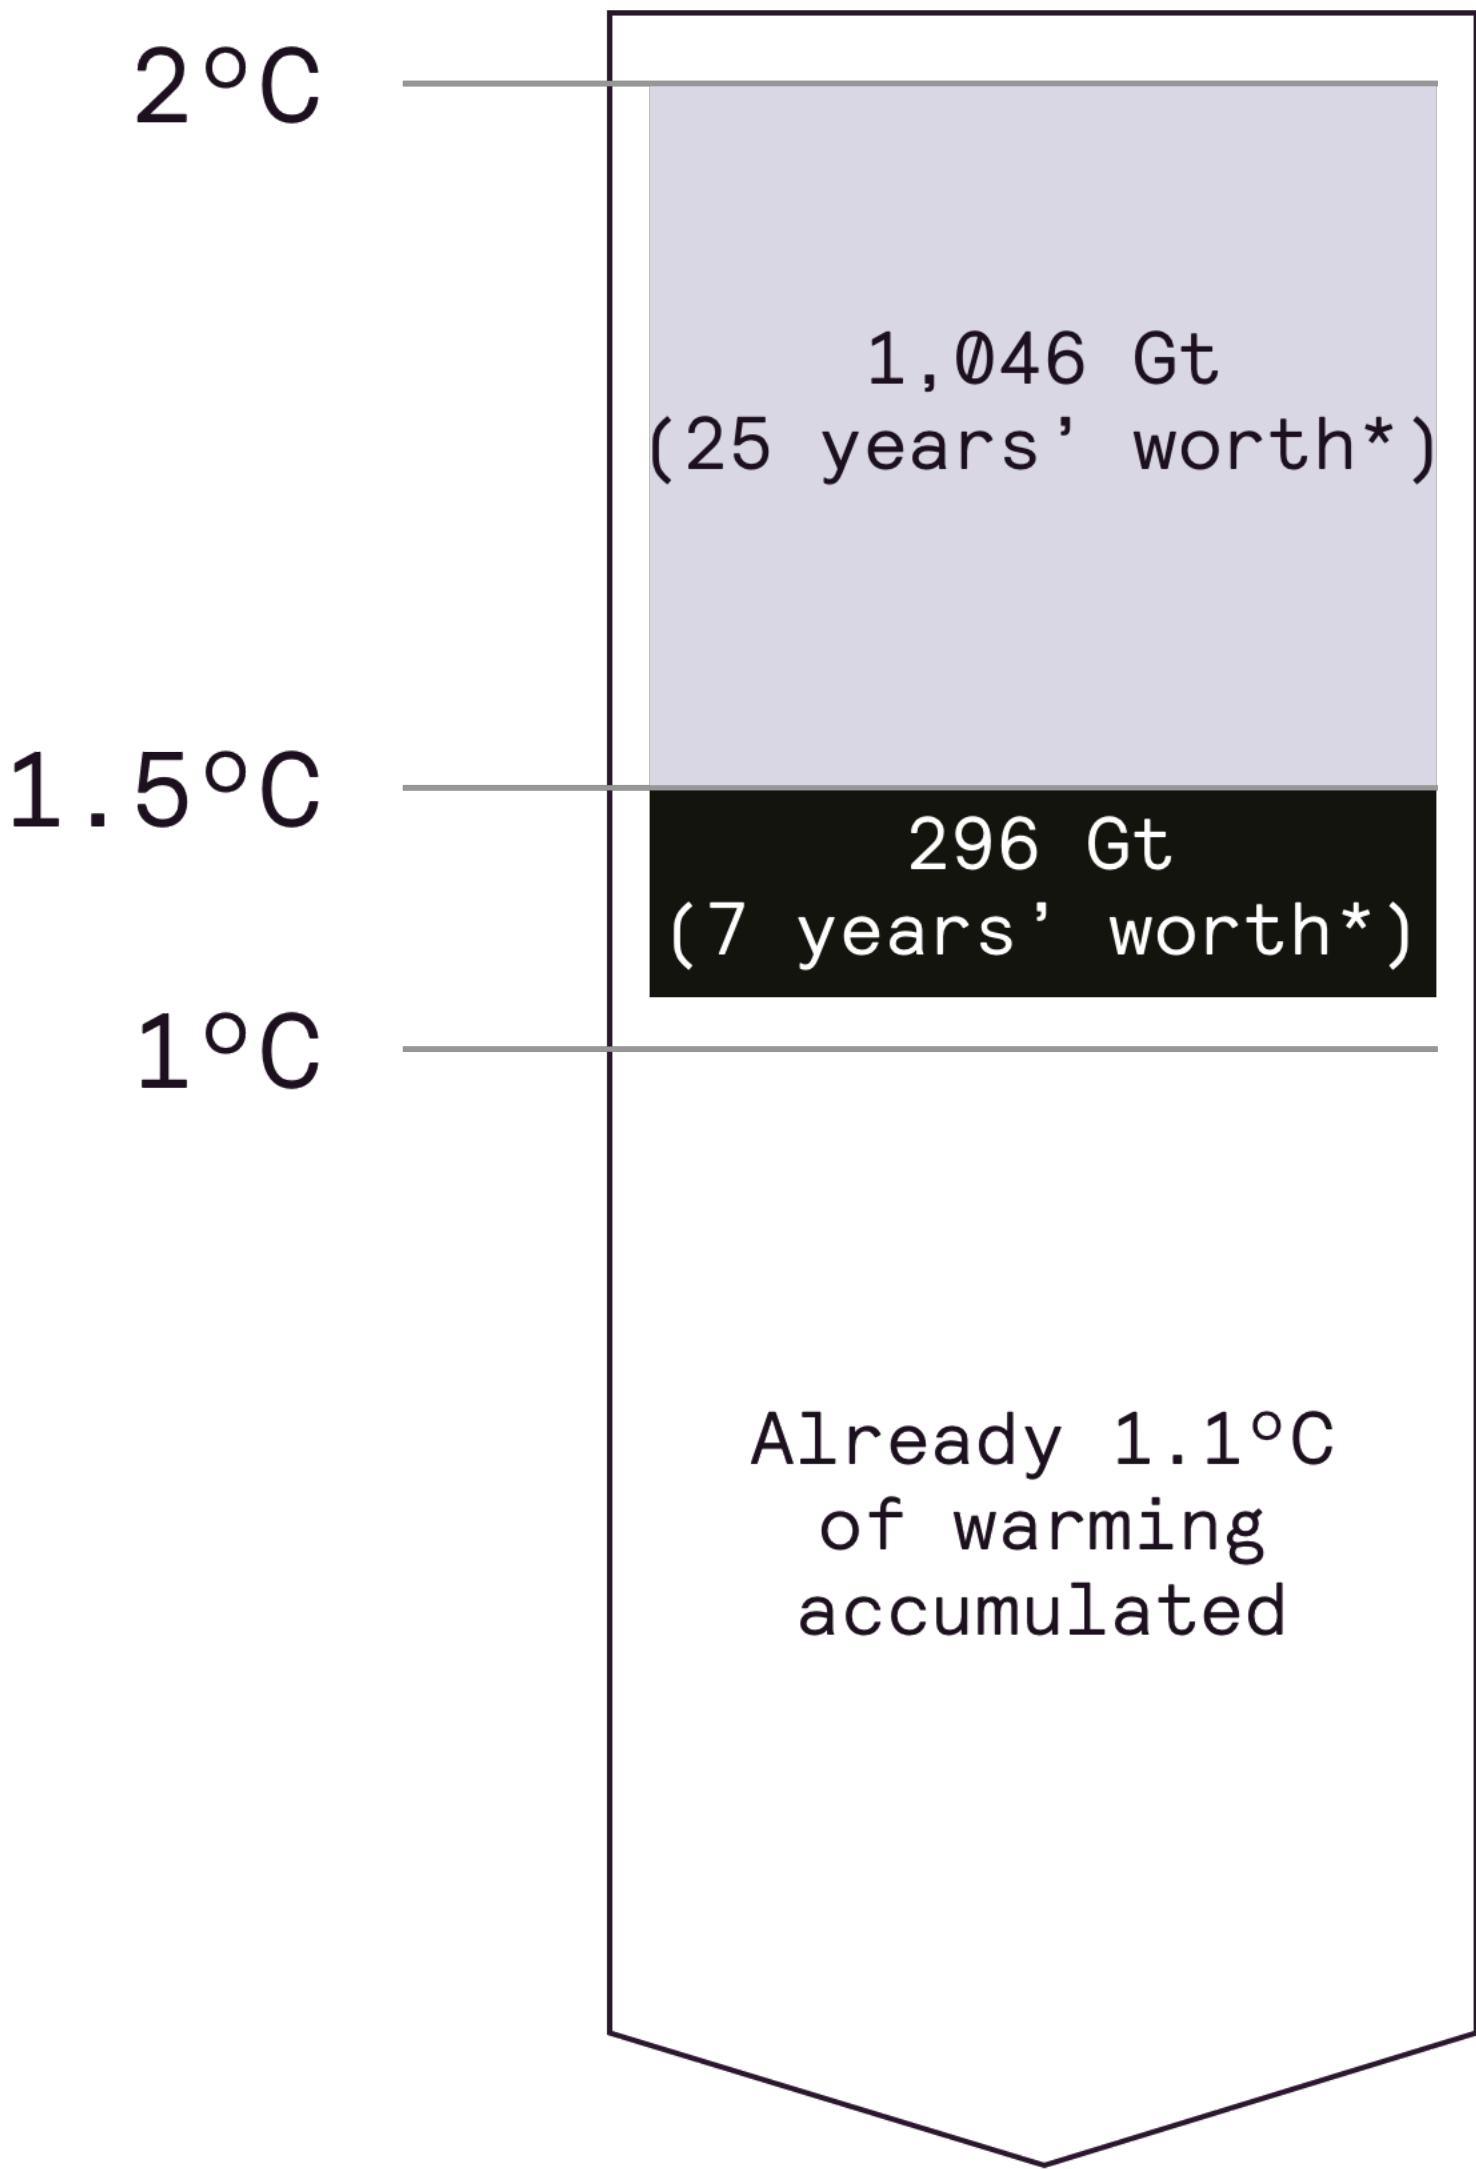 2°C
1,046 Gt
(25 years’ worth*)
1.5°C
296 Gt
(7 years’ worth*)
1°C
Already 1.1°C
of warming
accumulated